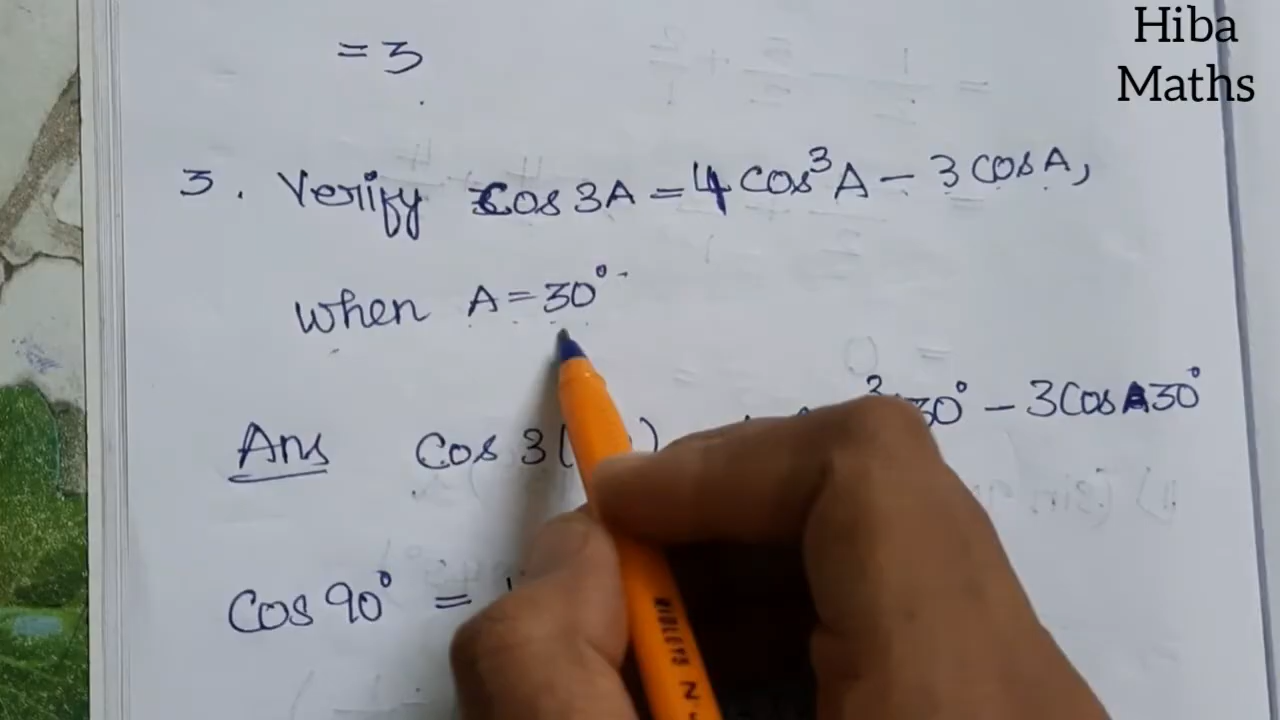 Hiba
Maths
= 3
3. Verify cos 3A = 4 cos³A - 3 cos A,
when A = 30°.
Ans cos 3( ) 30° - 3 cos 30°
cos 90° =